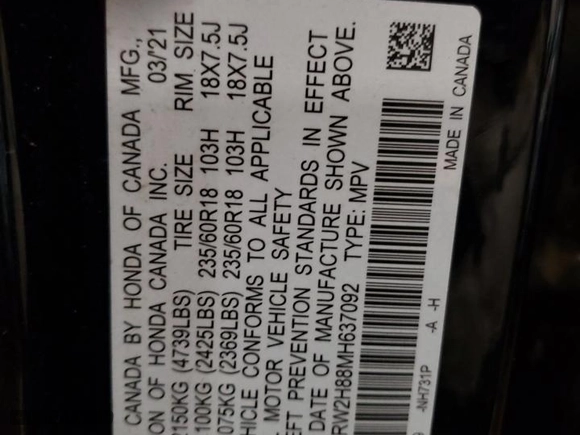 CANADA BY HONDA OF CANADA MFG.,
ON OF HONDA CANADA INC. 03/'21
2150KG (4739LBS) TIRE SIZE RIM SIZE
100KG (2425LBS) 235/60R18 103H 18X7.5J
075KG (2369LBS) 235/60R18 103H 18X7.5J
HICLE CONFORMS TO ALL APPLICABLE
MOTOR VEHICLE SAFETY
EFT PREVENTION STANDARDS IN EFFECT
DATE OF MANUFACTURE SHOWN ABOVE.
RW2H88MH637092 TYPE: MPV
-NH731P -A -H
MADE IN CANADA